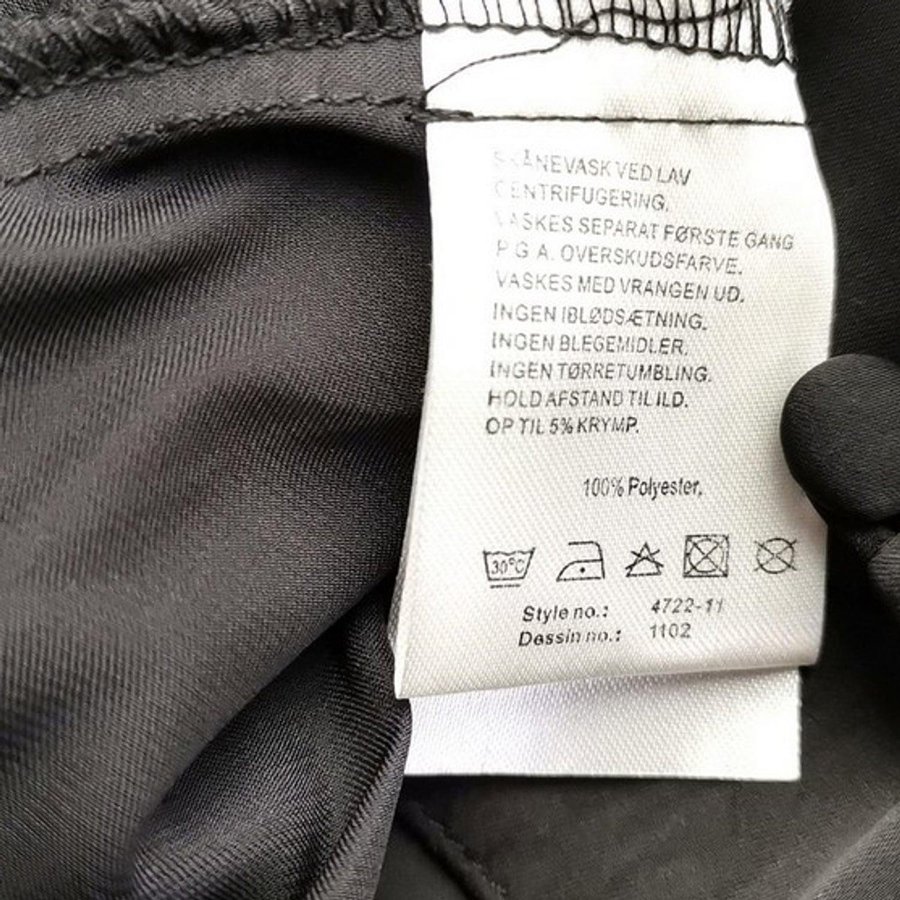 SKÅNEVASK VED LAV
CENTRIFUGERING.
VASKES SEPARAT FØRSTE GANG
P.G.A. OVERSKUDSFARVE.
VASKES MED VRANGEN UD.
INGEN IBLØDSÆTNING.
INGEN BLEGEMIDLER.
INGEN TØRRETUMBLING.
HOLD AFSTAND TIL ILD.
OP TIL 5% KRYMP.
100% Polyester.
30°C
Style no.: 4722-11
Dessin no.: 1102